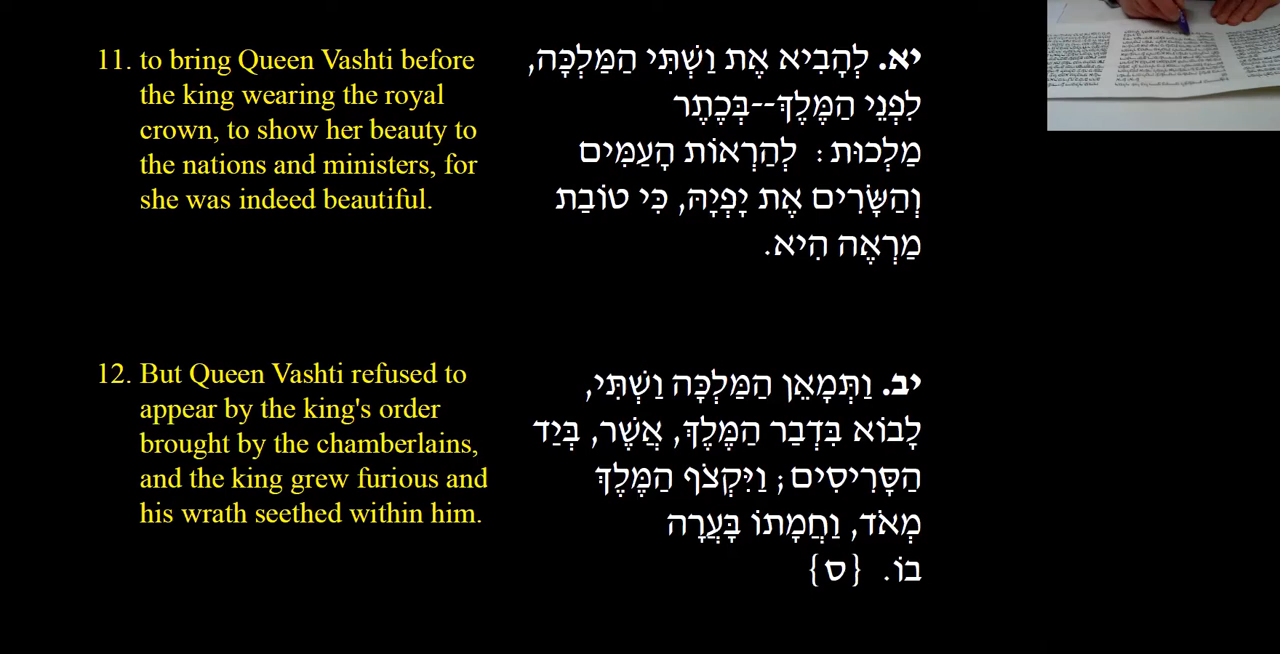 11. to bring Queen Vashti before
the king wearing the royal
crown, to show her beauty to
the nations and ministers, for
she was indeed beautiful.
יא. לְהָבִיא אֶת וַשְׁתִּי הַמַּלְכָּה,
לִפְנֵי הַמֶּלֶךְ--בְּכֶתֶר
מַלְכוּת: לְהַרְאוֹת הָעַמִּים
וְהַשָּׂרִים אֶת יָפְיָהּ, כִּי טוֹבַת
מַרְאֶה הִיא.
12. But Queen Vashti refused to
appear by the king's order
brought by the chamberlains,
and the king grew furious and
his wrath seethed within him.
יב. וַתְּמָאֵן הַמַּלְכָּה וַשְׁתִּי,
לָבוֹא בִּדְבַר הַמֶּלֶךְ, אֲשֶׁר, בְּיַד
הַסָּרִיסִים; וַיִּקְצֹף הַמֶּלֶךְ
מְאֹד, וַחֲמָתוֹ בָּעֲרָה
בוֹ. {ס}